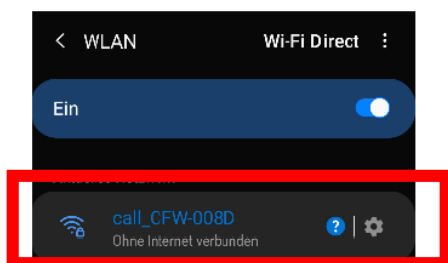 WLAN
Wi-Fi Direct
Ein
call_CFW-008D
Ohne Internet verbunden